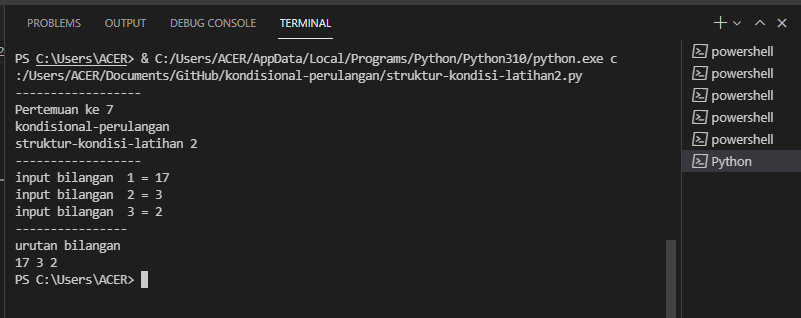 PROBLEMS OUTPUT DEBUG CONSOLE TERMINAL
PS C:\Users\ACER> & C:/Users/ACER/AppData/Local/Programs/Python/Python310/python.exe c
:/Users/ACER/Documents/GitHub/kondisional-perulangan/struktur-kondisi-latihan2.py
------------------
Pertemuan ke 7
kondisional-perulangan
struktur-kondisi-latihan 2
------------------
input bilangan  1 = 17
input bilangan  2 = 3
input bilangan  3 = 2
----------------
urutan bilangan
17 3 2
PS C:\Users\ACER>
powershell
powershell
powershell
powershell
powershell
Python